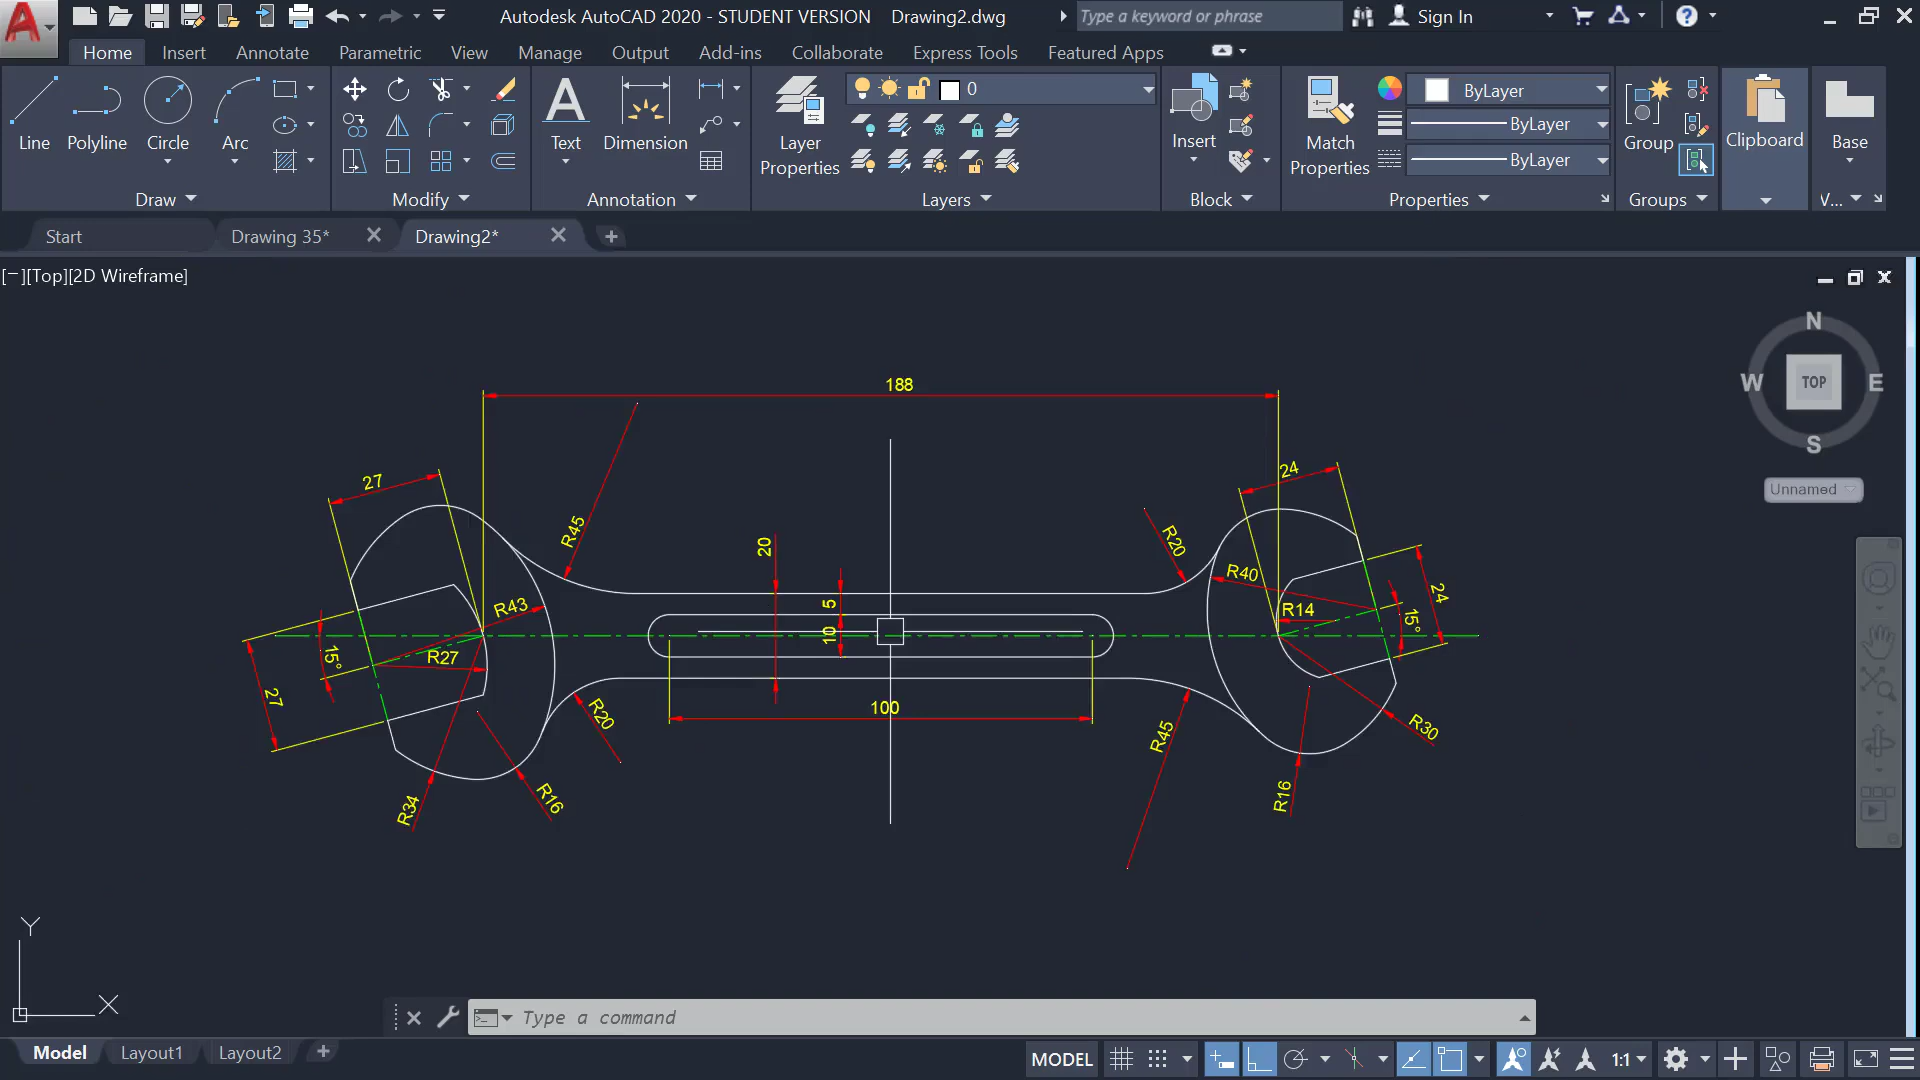 A Autodesk AutoCAD 2020 - STUDENT VERSION Drawing2.dwg Type a keyword or phrase Sign In ?
Home Insert Annotate Parametric View Manage Output Add-ins Collaborate Express Tools Featured Apps
Line Polyline Circle Arc A Text Dimension Layer Properties 0 Insert Match Properties ByLayer Group Clipboard Base
ByLayer
ByLayer
Draw Modify Annotation Layers Block Properties Groups V...
Start Drawing 35* Drawing2*
[−][Top][2D Wireframe]
N
W TOP E
S
Unnamed
188
27
24
R45
20
R20
R40
24
5
R43
R14
15°
10
15°
R27
27
R20
100
R45
R30
R34
R16
R16
Y
X
Type a command
Model Layout1 Layout2
MODEL 1:1